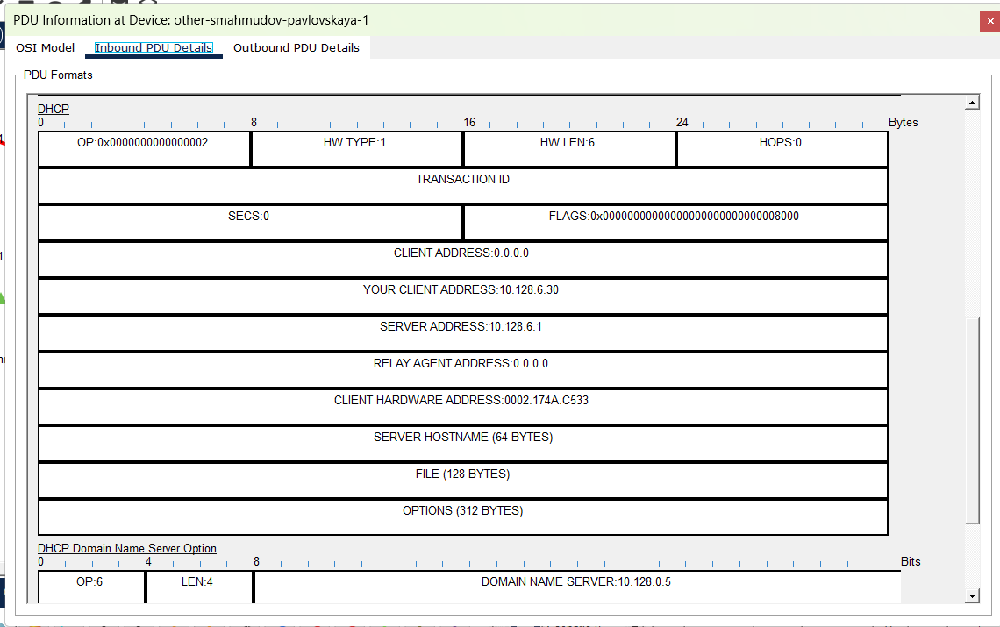 PDU Information at Device: other-smahmudov-pavlovskaya-1
OSI Model Inbound PDU Details Outbound PDU Details
PDU Formats
DHCP
0 8 16 24 Bytes
OP:0x0000000000000002 HW TYPE:1 HW LEN:6 HOPS:0
TRANSACTION ID
SECS:0 FLAGS:0x00000000000000000000000000008000
CLIENT ADDRESS:0.0.0.0
YOUR CLIENT ADDRESS:10.128.6.30
SERVER ADDRESS:10.128.6.1
RELAY AGENT ADDRESS:0.0.0.0
CLIENT HARDWARE ADDRESS:0002.174A.C533
SERVER HOSTNAME (64 BYTES)
FILE (128 BYTES)
OPTIONS (312 BYTES)
DHCP Domain Name Server Option
0 4 8 Bits
OP:6 LEN:4 DOMAIN NAME SERVER:10.128.0.5